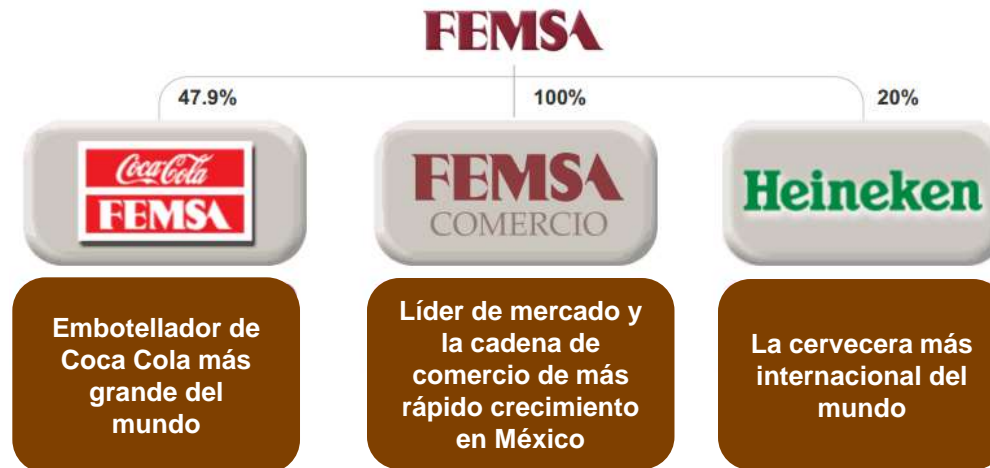 FEMSA
47.9%
100%
20%
Coca-Cola
FEMSA
FEMSA
COMERCIO
Heineken
Embotellador de
Coca Cola más
grande del
mundo
Líder de mercado y
la cadena de
comercio de más
rápido crecimiento
en México
La cervecera más
internacional del
mundo